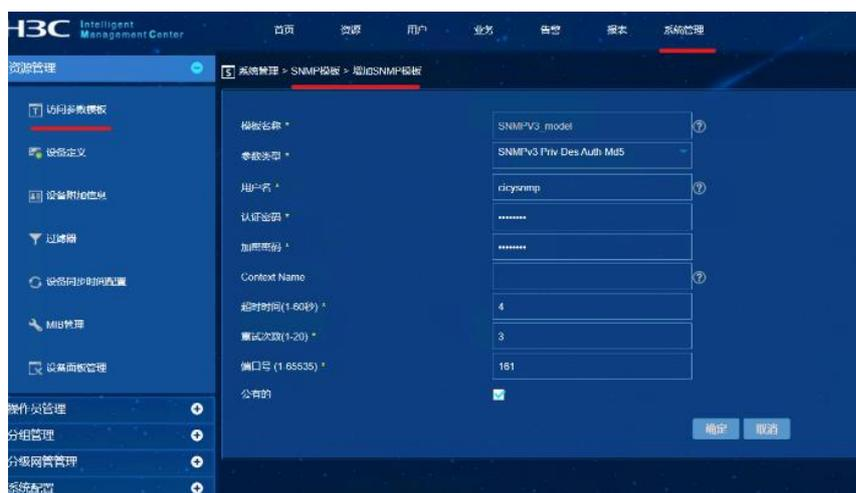 H3C Intelligent Management Center
首页 资源 用户 业务 告警 报表 系统管理
资源管理
系统管理 > SNMP模板 > 增加SNMP模板
访问参数模板
设备定义
设备附加信息
过滤器
设备同步时间配置
MIB管理
设备面板管理
操作员管理
分组管理
分级网管管理
系统配置
模板名称 * SNMPV3_model
参数类型 * SNMPv3 Priv-Des Auth-Md5
用户名 * cicysnmp
认证密码 * ••••••••
加密密码 * ••••••••
Context Name
超时时间(1-60秒) * 4
重试次数(1-20) * 3
端口号 (1-65535) * 161
公有的
确定 取消